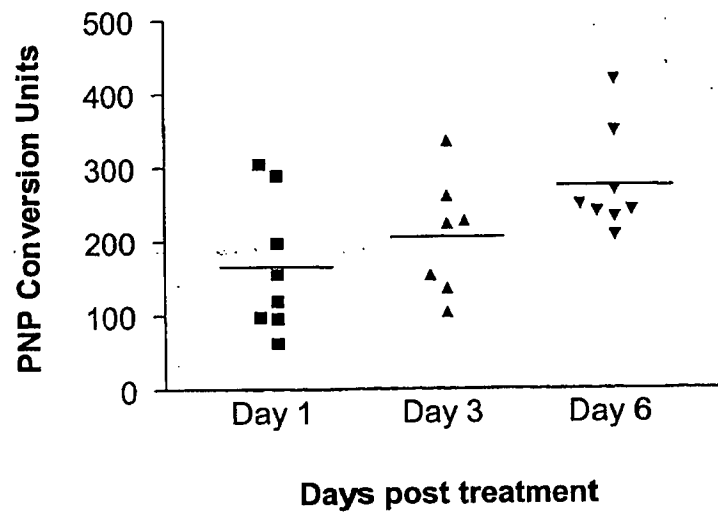 PNP Conversion Units
500
400
300
200
100
0
Day 1
Day 3
Day 6
Days post treatment